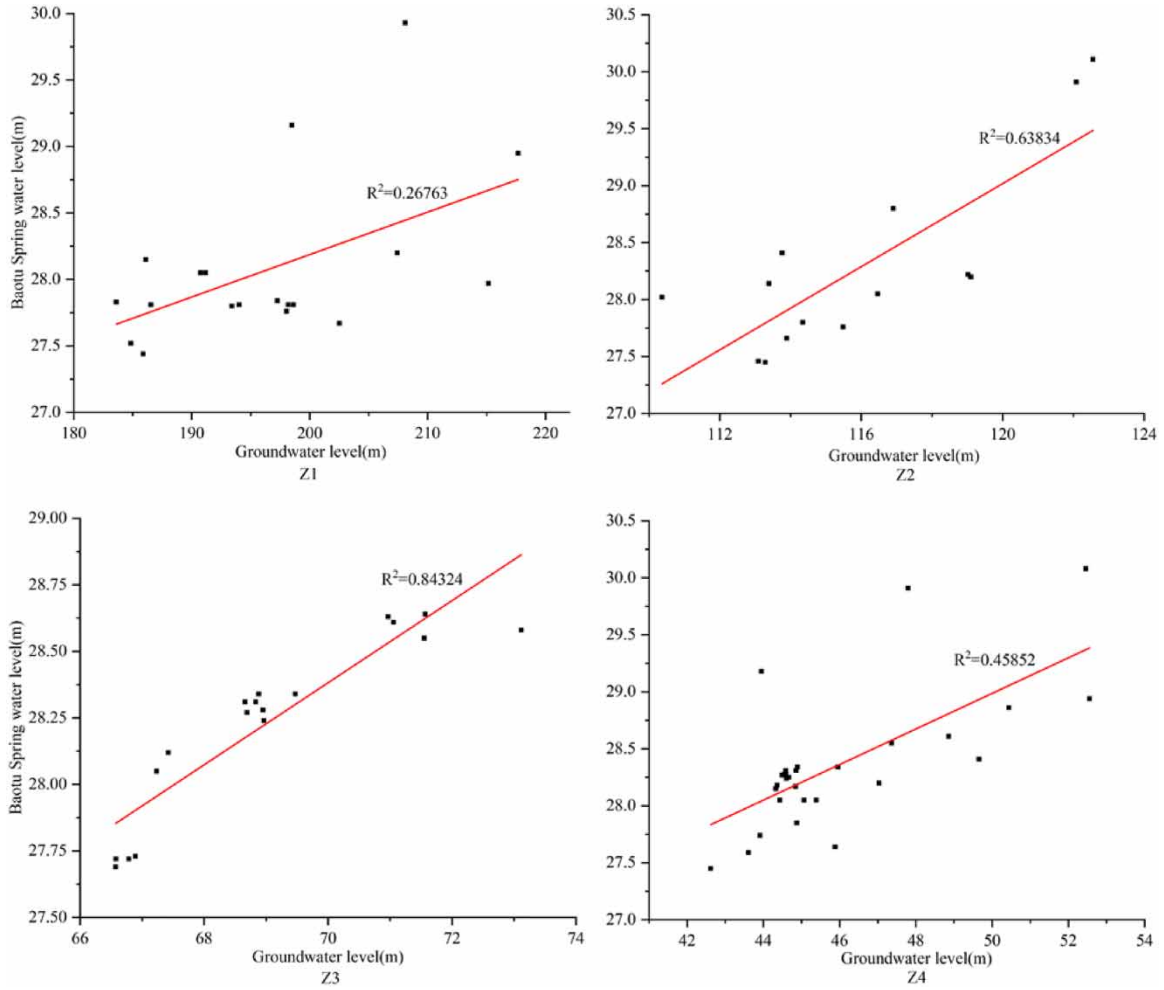 30.0
29.5
29.0
28.5
28.0
27.5
27.0
Baotu Spring water level(m)
R²=0.26763
180 190 200 210 220
Groundwater level(m)
Z1
30.5
30.0
29.5
29.0
28.5
28.0
27.5
27.0
R²=0.63834
112 116 120 124
Groundwater level(m)
Z2
29.00
28.75
28.50
28.25
28.00
27.75
27.50
Baotu Spring water level(m)
R²=0.84324
66 68 70 72 74
Groundwater level(m)
Z3
30.5
30.0
29.5
29.0
28.5
28.0
27.5
27.0
R²=0.45852
42 44 46 48 50 52 54
Groundwater level(m)
Z4